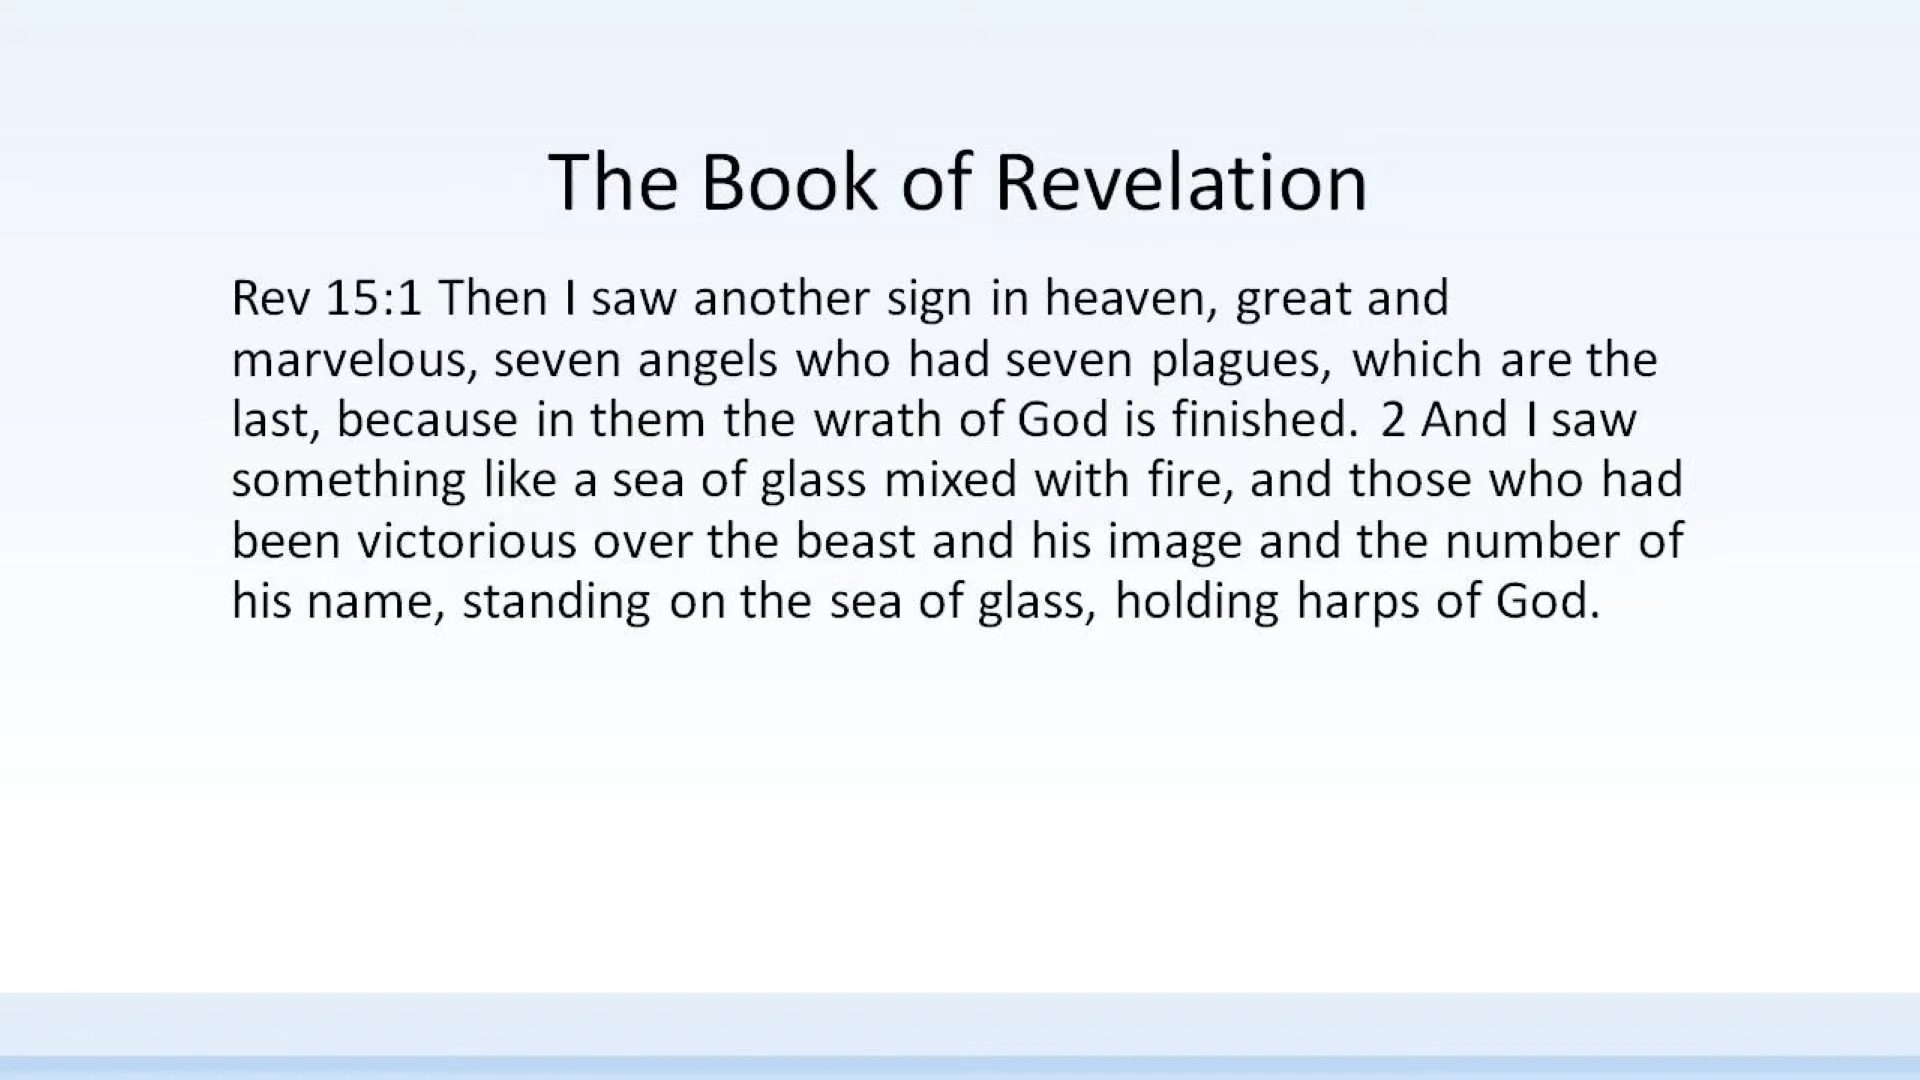 The Book of Revelation
Rev 15:1 Then I saw another sign in heaven, great and
marvelous, seven angels who had seven plagues, which are the
last, because in them the wrath of God is finished. 2 And I saw
something like a sea of glass mixed with fire, and those who had
been victorious over the beast and his image and the number of
his name, standing on the sea of glass, holding harps of God.